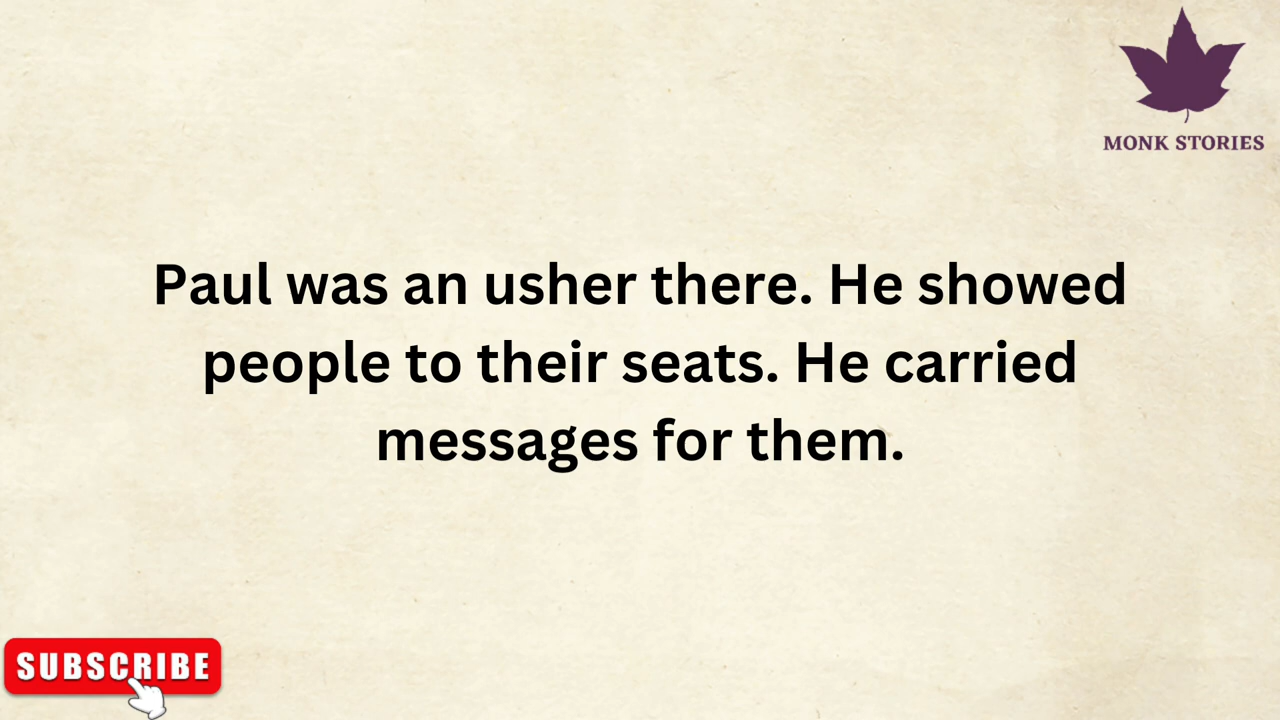 MONK STORIES
Paul was an usher there. He showed
people to their seats. He carried
messages for them.
SUBSCRIBE